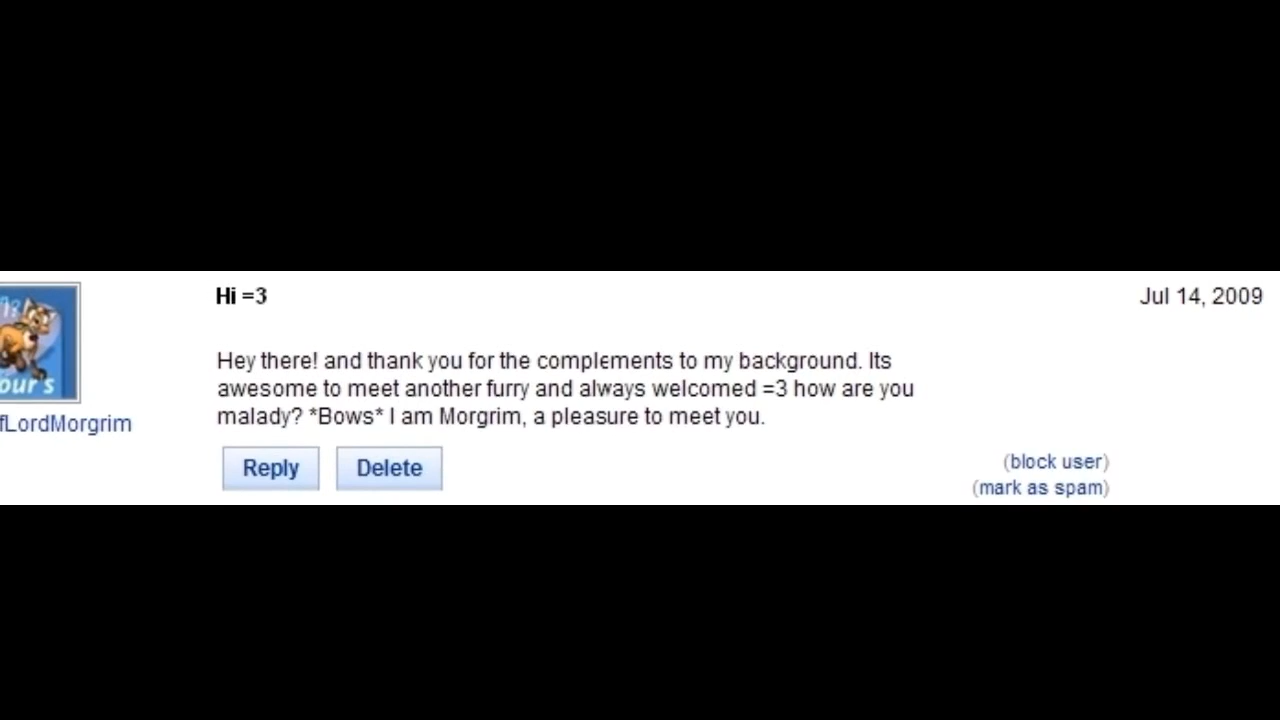 Hi =3
Jul 14, 2009
Hey there! and thank you for the complements to my background. Its
awesome to meet another furry and always welcomed =3 how are you
malady? *Bows* I am Morgrim, a pleasure to meet you.
our's
fLordMorgrim
Reply
Delete
(block user)
(mark as spam)